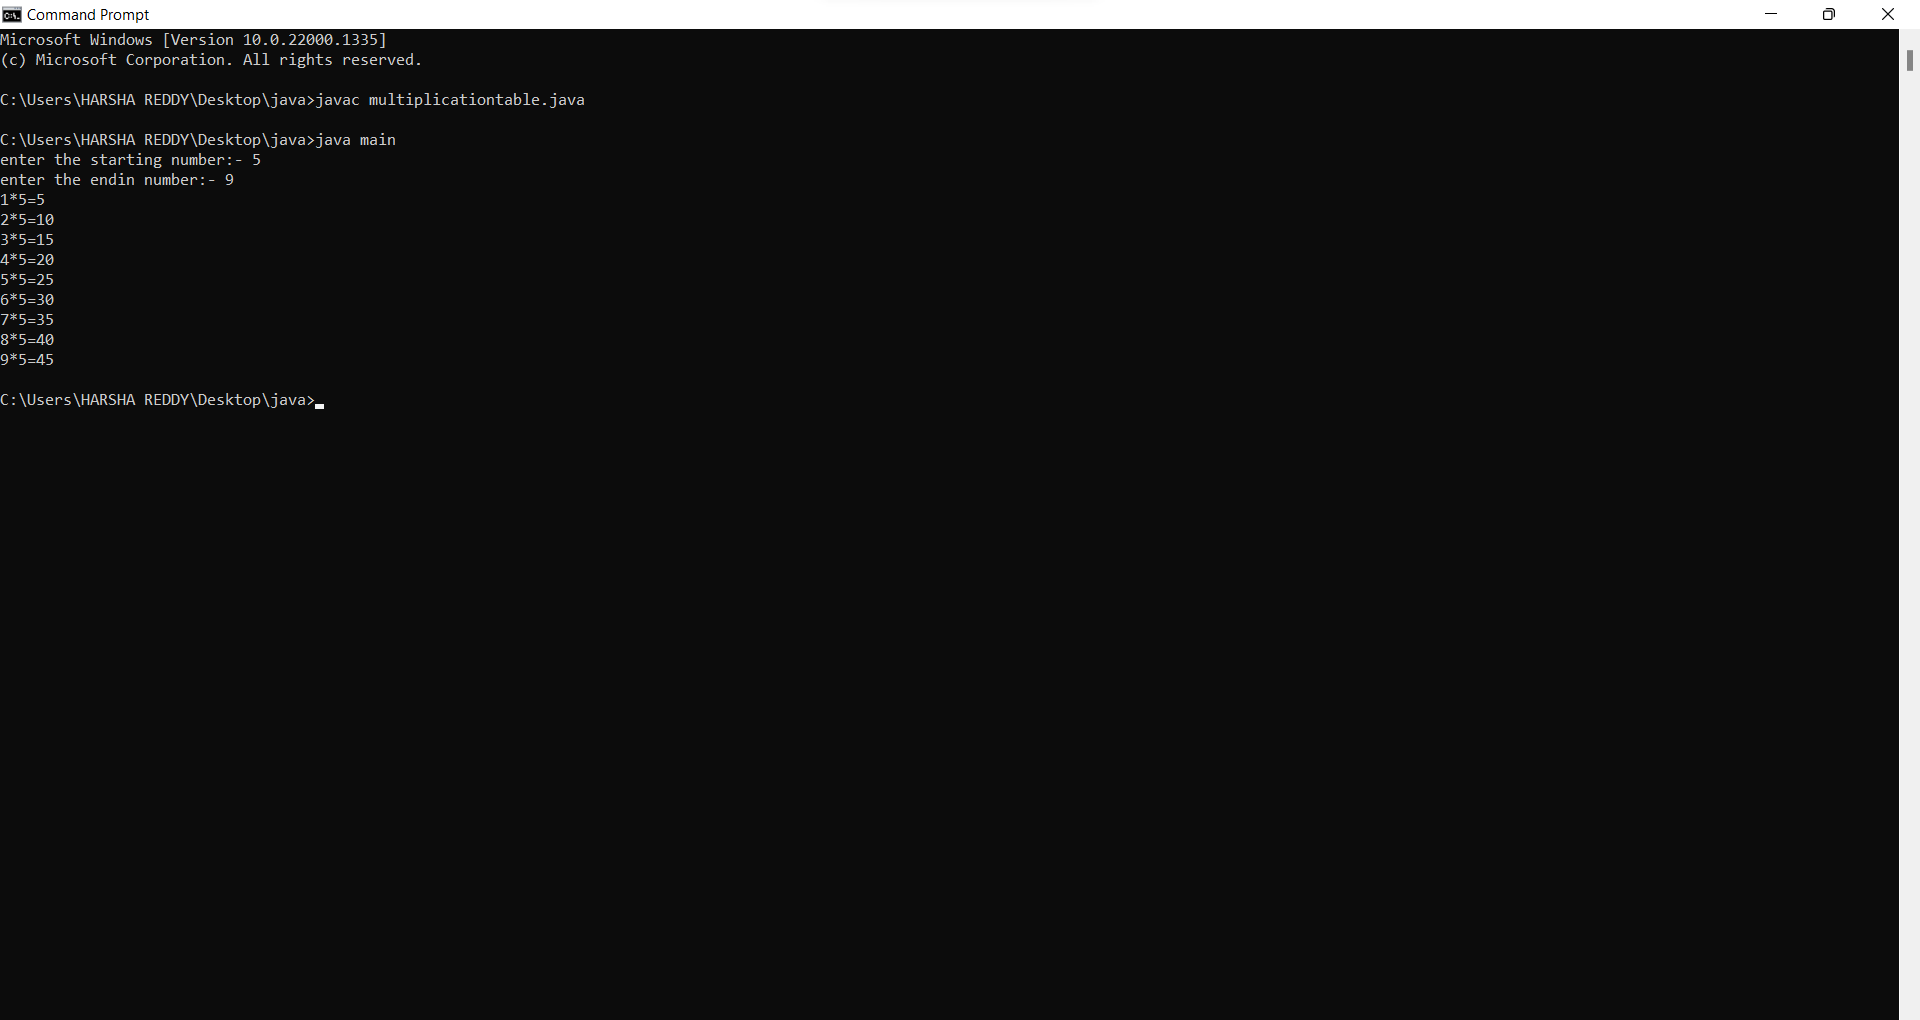 Command Prompt
Microsoft Windows [Version 10.0.22000.1335]
(c) Microsoft Corporation. All rights reserved.
C:\Users\HARSHA REDDY\Desktop\java>javac multiplicationtable.java
C:\Users\HARSHA REDDY\Desktop\java>java main
enter the starting number:- 5
enter the endin number:- 9
1*5=5
2*5=10
3*5=15
4*5=20
5*5=25
6*5=30
7*5=35
8*5=40
9*5=45
C:\Users\HARSHA REDDY\Desktop\java>